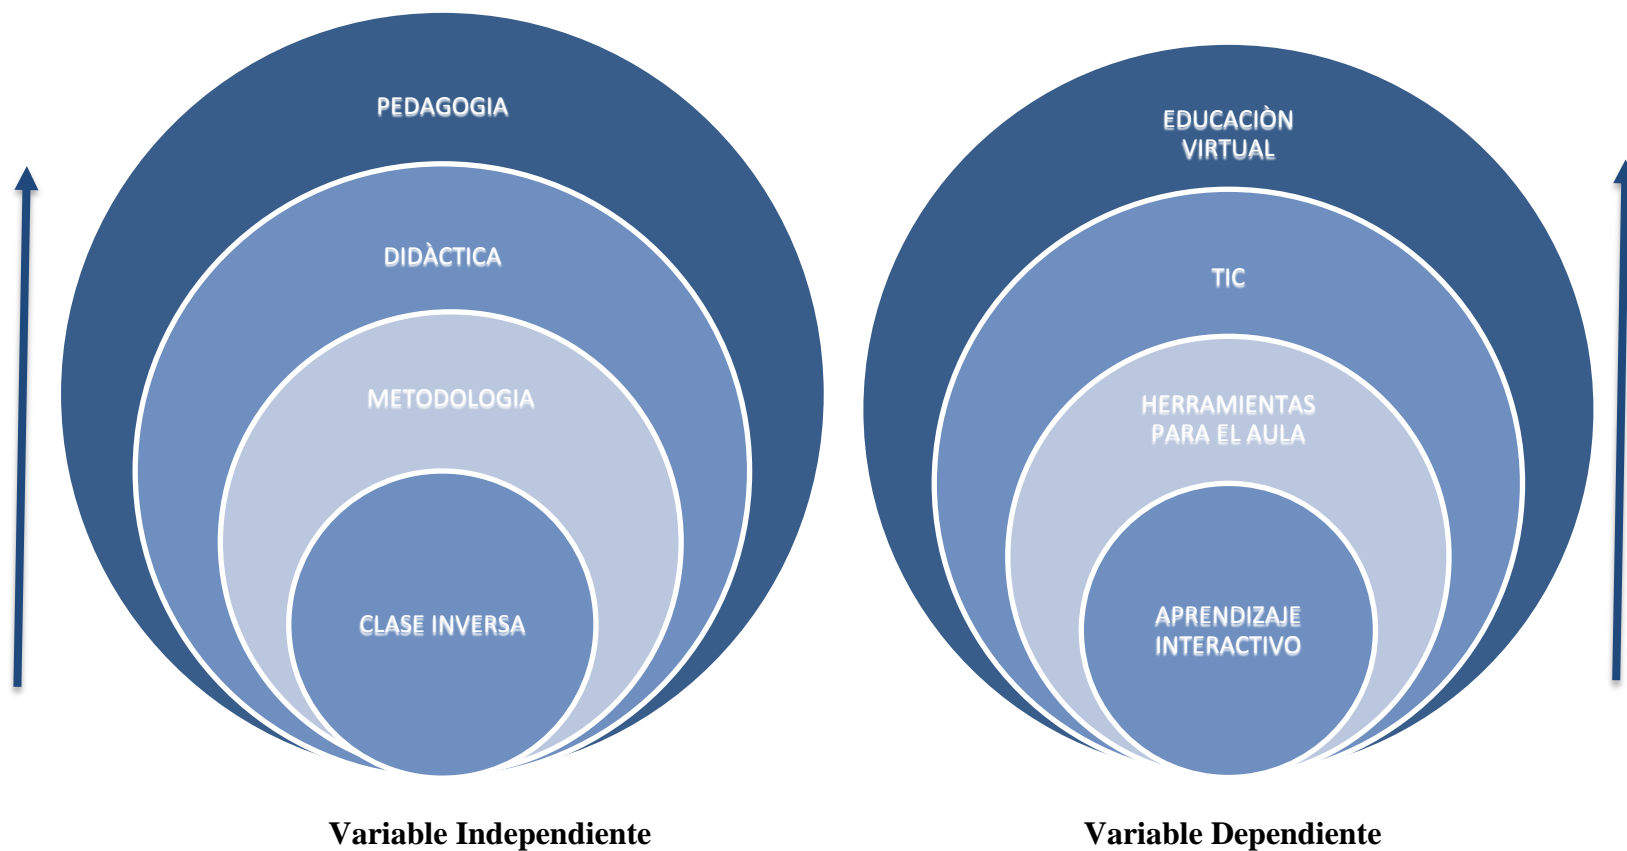 PEDAGOGIA
DIDÀCTICA
METODOLOGIA
CLASE INVERSA
Variable Independiente
EDUCACIÒN
VIRTUAL
TIC
HERRAMIENTAS
PARA EL AULA
APRENDIZAJE
INTERACTIVO
Variable Dependiente